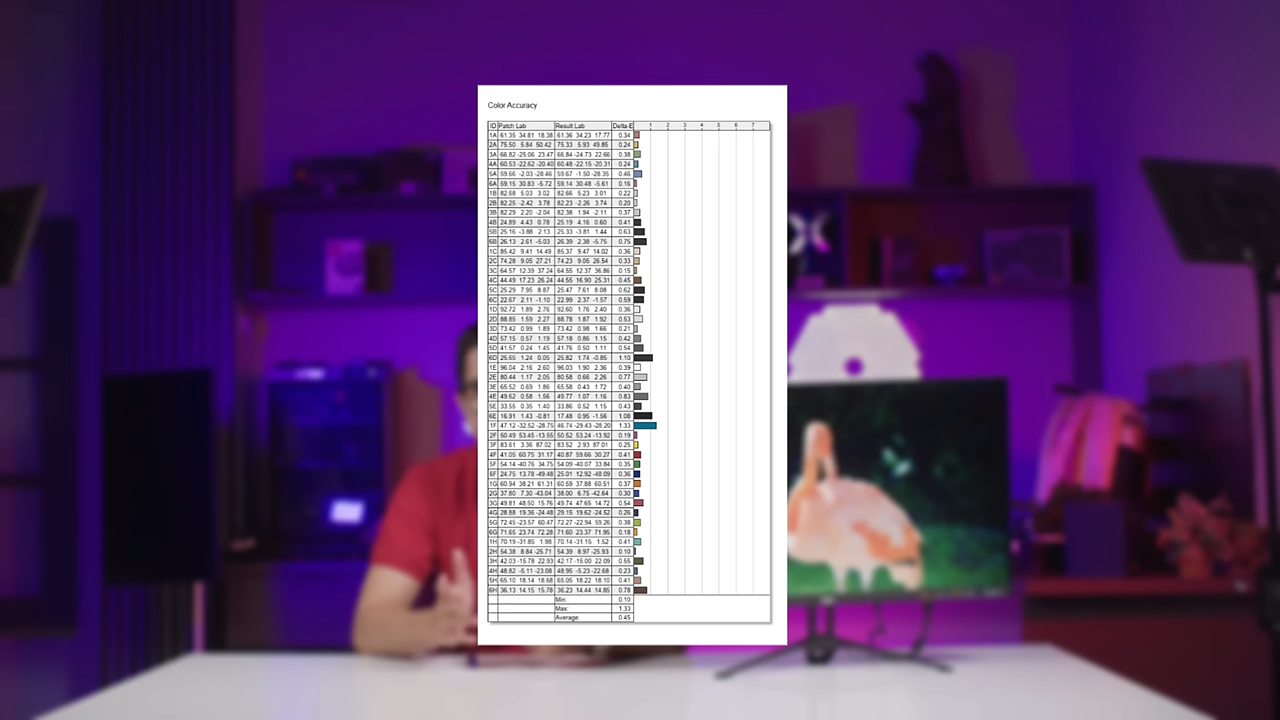 Color Accuracy
ID Patch Lab Result Lab Delta-E 1 2 3 4 5 6 7
1A 61.35 34.81 18.38 61.36 34.23 17.77 0.34
2A 75.50 5.84 50.42 75.33 5.93 49.85 0.24
3A 66.82 -25.06 23.47 66.84 -24.73 22.66 0.38
4A 60.53 -22.62 -20.40 60.48 -22.15 -20.31 0.24
5A 59.66 -2.03 -28.46 59.67 -1.50 -28.35 0.46
6A 59.15 30.83 -5.72 59.14 30.48 -5.61 0.16
1B 82.68 5.03 3.02 82.66 5.23 3.01 0.22
2B 82.25 -2.42 3.78 82.23 -2.26 3.74 0.20
3B 82.29 2.20 -2.04 82.38 1.94 -2.11 0.37
4B 24.89 4.43 0.78 25.19 4.16 0.60 0.41
5B 25.16 -3.88 2.13 25.33 -3.81 1.44 0.63
6B 26.13 2.61 -5.03 26.39 2.38 -5.75 0.75
1C 85.42 9.41 14.49 85.37 9.47 14.02 0.36
2C 74.28 9.05 27.21 74.23 9.05 26.54 0.33
3C 64.57 12.39 37.24 64.55 12.37 36.86 0.15
4C 44.49 17.23 26.24 44.55 16.90 25.31 0.45
5C 25.29 7.95 8.87 25.47 7.61 8.08 0.62
6C 22.67 2.11 -1.10 22.99 2.37 -1.57 0.59
1D 92.72 1.89 2.76 92.60 1.76 2.40 0.36
2D 88.85 1.59 2.27 88.78 1.87 1.92 0.53
3D 73.42 0.99 1.89 73.42 0.98 1.66 0.21
4D 57.15 0.57 1.19 57.18 0.86 1.15 0.42
5D 41.57 0.24 1.45 41.76 0.50 1.11 0.54
6D 25.65 1.24 0.05 25.82 1.74 -0.85 1.10
1E 96.04 2.16 2.60 96.03 1.90 2.36 0.39
2E 80.44 1.17 2.05 80.58 0.66 2.26 0.77
3E 65.52 0.69 1.86 65.58 0.43 1.72 0.40
4E 49.62 0.58 1.56 49.77 1.07 1.16 0.83
5E 33.55 0.35 1.40 33.86 0.52 1.15 0.43
6E 16.91 1.43 -0.81 17.48 0.95 -1.56 1.08
1F 47.12 -32.52 -28.75 46.74 -29.43 -28.20 1.33
2F 50.49 53.45 -13.55 50.52 53.24 -13.92 0.19
3F 83.61 3.36 87.02 83.52 2.93 87.01 0.25
4F 41.05 60.75 31.17 40.87 59.66 30.27 0.41
5F 54.14 -40.76 34.75 54.09 -40.07 33.84 0.35
6F 24.75 13.78 -49.48 25.01 12.92 -48.09 0.36
1G 60.94 38.21 61.31 60.59 37.88 60.51 0.37
2G 37.80 7.30 -43.04 38.00 6.75 -42.64 0.30
3G 49.81 48.50 15.76 49.74 47.65 14.72 0.54
4G 28.88 19.36 -24.48 29.15 19.62 -24.52 0.26
5G 72.45 -23.57 60.47 72.27 -22.94 59.26 0.38
6G 71.65 23.74 72.28 71.60 23.37 71.95 0.18
1H 70.19 -31.85 1.98 70.14 -31.15 1.52 0.41
2H 54.38 8.84 -25.71 54.39 8.97 -25.93 0.10
3H 42.03 -15.78 22.93 42.17 -15.00 22.09 0.55
4H 48.82 -5.11 -23.08 48.95 -5.23 -22.68 0.23
5H 65.10 18.14 18.68 65.05 18.22 18.10 0.41
6H 36.13 14.15 15.78 36.23 14.44 14.85 0.78
Min: 0.10
Max: 1.33
Average: 0.45